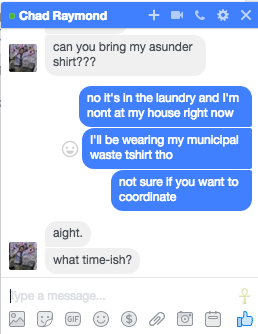 Chad Raymond
can you bring my asunder
shirt???
no it's in the laundry and I'm
nont at my house right now
I'll be wearing my municipal
waste tshirt tho
not sure if you want to
coordinate
aight.
what time-ish?
Type a message...
GIF